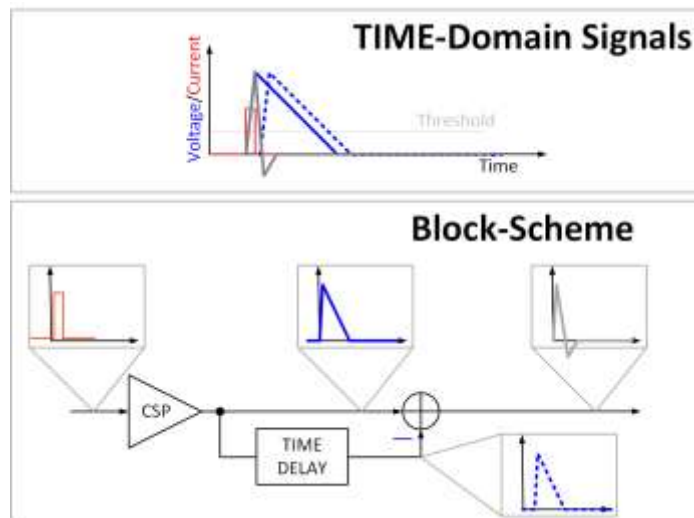 TIME-Domain Signals
Voltage/Current
Threshold
Time
Block-Scheme
CSP
TIME
DELAY